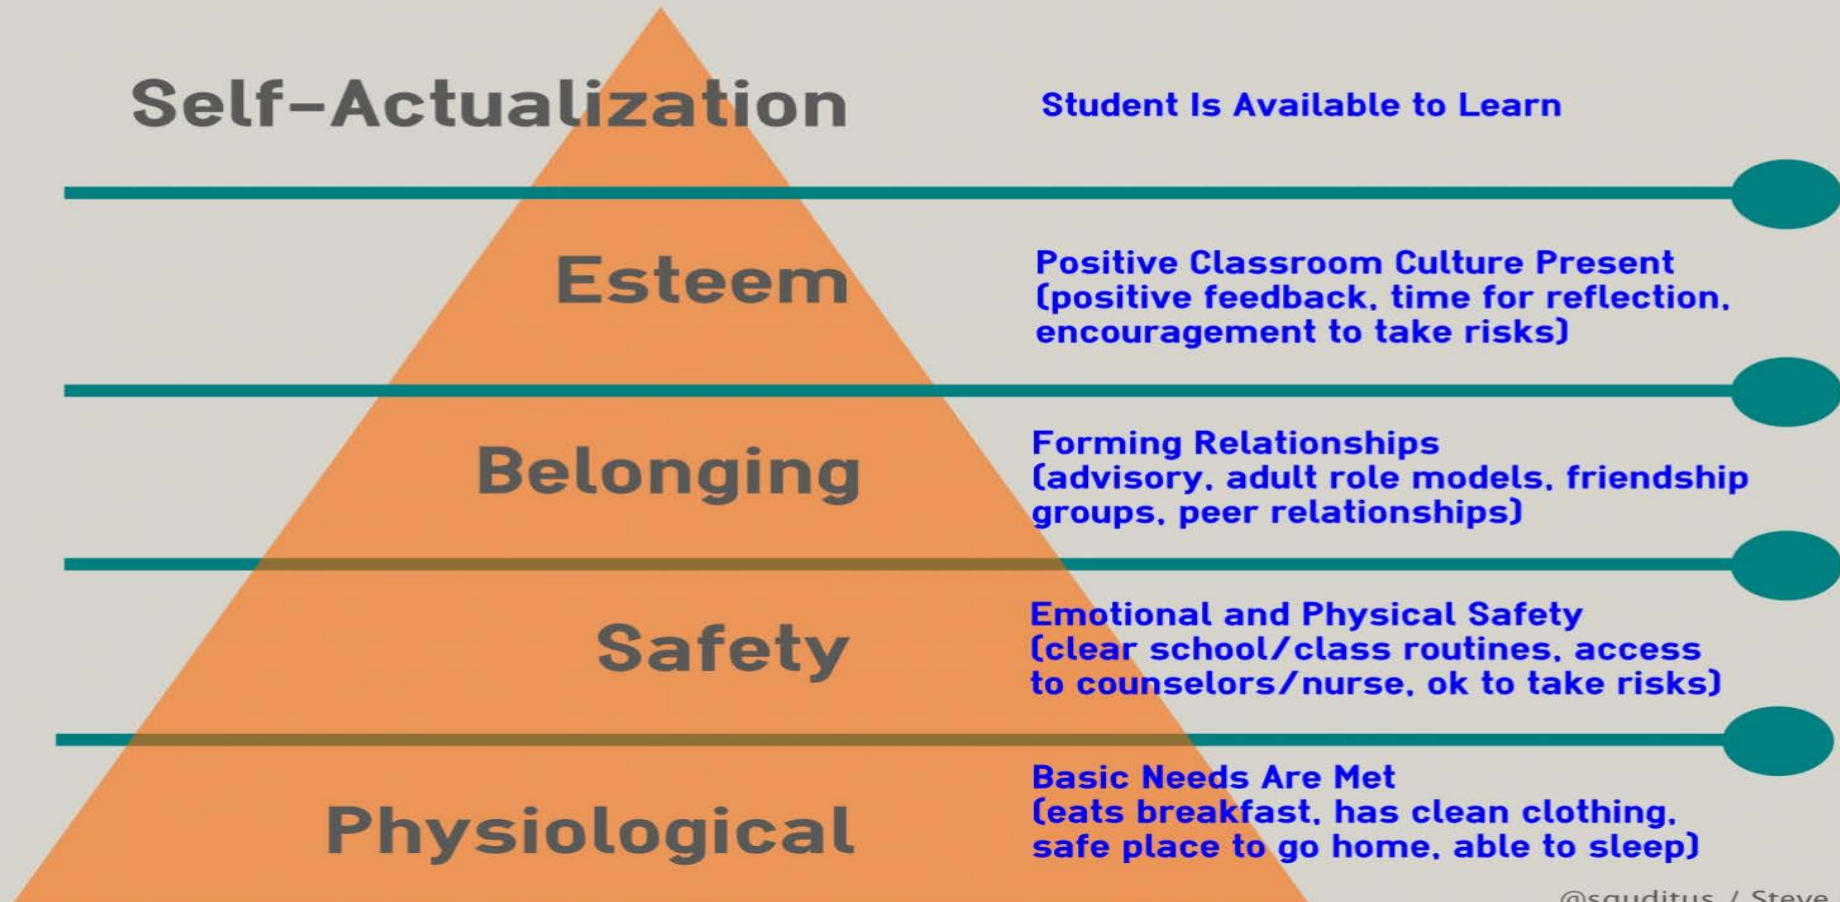 Self-Actualization
Student Is Available to Learn
Esteem
Positive Classroom Culture Present
(positive feedback, time for reflection,
encouragement to take risks)
Belonging
Forming Relationships
(advisory, adult role models, friendship
groups, peer relationships)
Safety
Emotional and Physical Safety
(clear school/class routines, access
to counselors/nurse, ok to take risks)
Physiological
Basic Needs Are Met
(eats breakfast, has clean clothing,
safe place to go home, able to sleep)
@sguditus / Steve